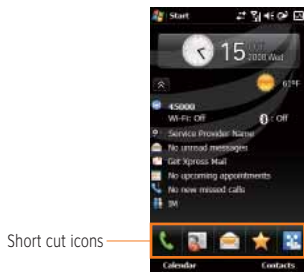 Start
15
2008 Wed
61°F
45000
Wi-Fi: Off : Off
Service Provider Name
No unread messages
Get Xpress Mail
No upcoming appointments
No new missed calls
IM
Short cut icons
Calendar Contacts